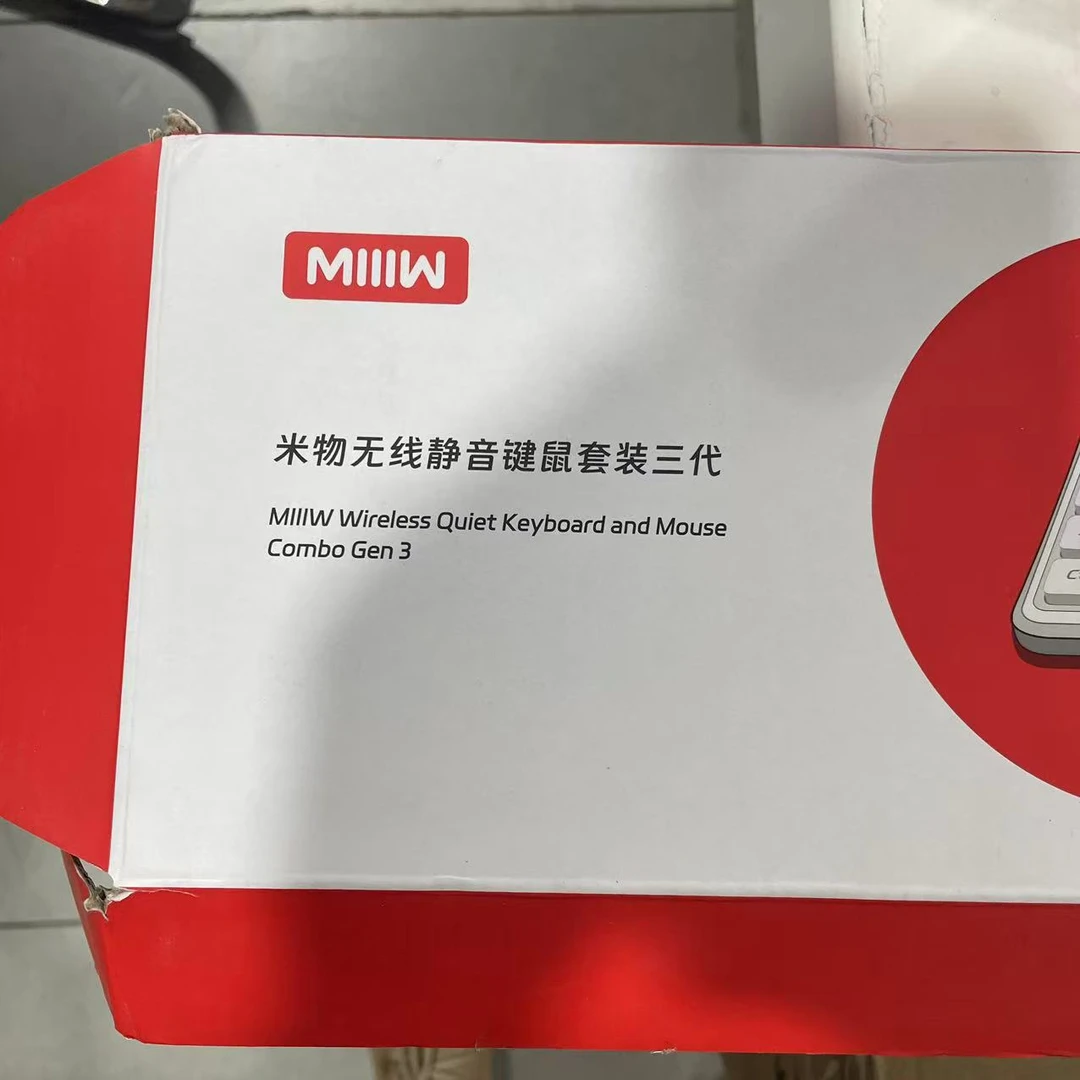 MIIIW
米物无线静音键鼠套装三代
MIIIW Wireless Quiet Keyboard and Mouse
Combo Gen 3